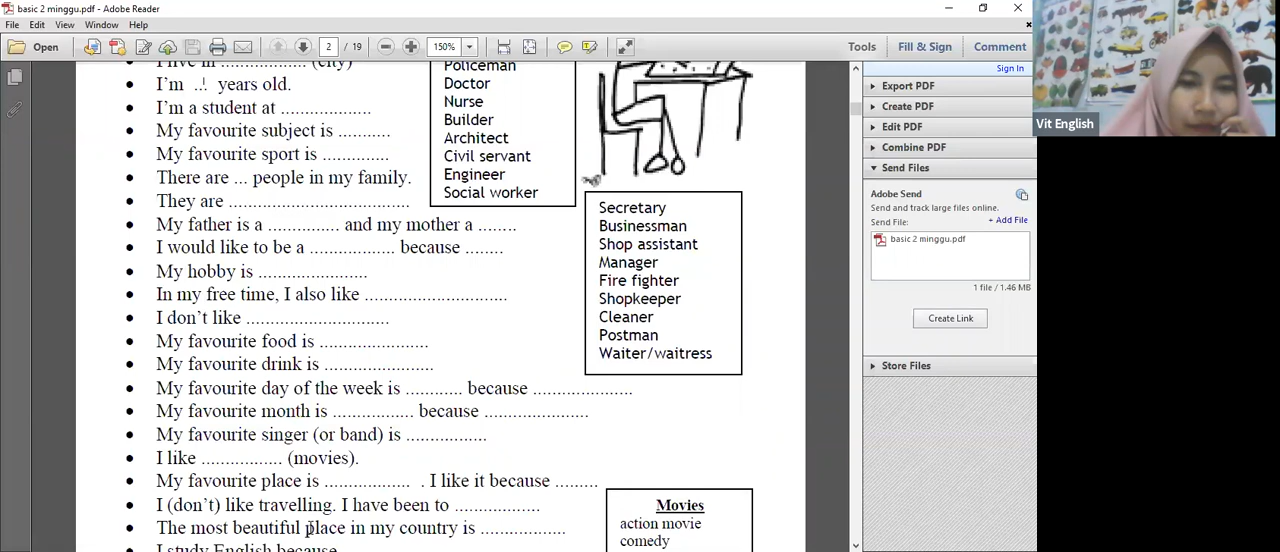 basic 2 minggu.pdf - Adobe Reader
File Edit View Window Help
Open
2 / 19
150%
Tools
Fill & Sign
Comment
I live in .................. (city)
I'm ... years old.
I'm a student at ...................
My favourite subject is ...........
My favourite sport is ..............
There are ... people in my family.
They are ......................................
My father is a ............... and my mother a ........
I would like to be a .................. because ........
My hobby is .......................
In my free time, I also like ..............................
I don't like ..............................
My favourite food is .......................
My favourite drink is .......................
My favourite day of the week is ............ because .....................
My favourite month is ................. because ......................
My favourite singer (or band) is .................
I like ................. (movies).
My favourite place is .................. . I like it because .........
I (don't) like travelling. I have been to ..................
The most beautiful place in my country is ..................
I study English because
Policeman
Doctor
Nurse
Builder
Architect
Civil servant
Engineer
Social worker
Secretary
Businessman
Shop assistant
Manager
Fire fighter
Shopkeeper
Cleaner
Postman
Waiter/waitress
Movies
action movie
comedy
Sign In
Export PDF
Create PDF
Edit PDF
Combine PDF
Send Files
Adobe Send
Send and track large files online.
Send File:
+ Add File
basic 2 minggu.pdf
1 file / 1.46 MB
Create Link
Store Files
Vit English